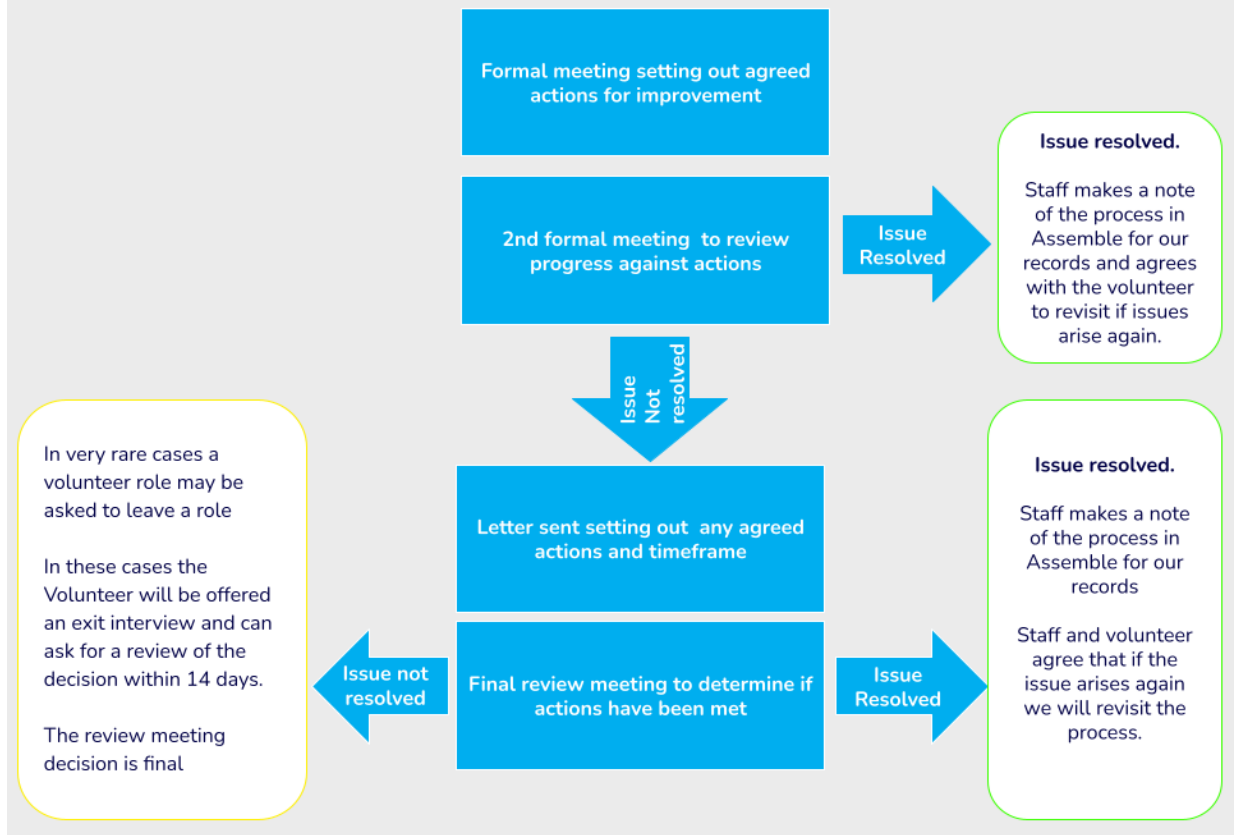 Formal meeting setting out agreed
actions for improvement
Issue resolved.
Staff makes a note
of the process in
Assemble for our
records and agrees
with the volunteer
to revisit if issues
arise again.
2nd formal meeting to review
progress against actions
Issue
Resolved
Issue
Not
resolved
In very rare cases a
volunteer role may be
asked to leave a role
In these cases the
Volunteer will be offered
an exit interview and can
ask for a review of the
decision within 14 days.
The review meeting
decision is final
Letter sent setting out any agreed
actions and timeframe
Issue not
resolved
Final review meeting to determine if
actions have been met
Issue
Resolved
Issue resolved.
Staff makes a note
of the process in
Assemble for our
records
Staff and volunteer
agree that if the
issue arises again
we will revisit the
process.